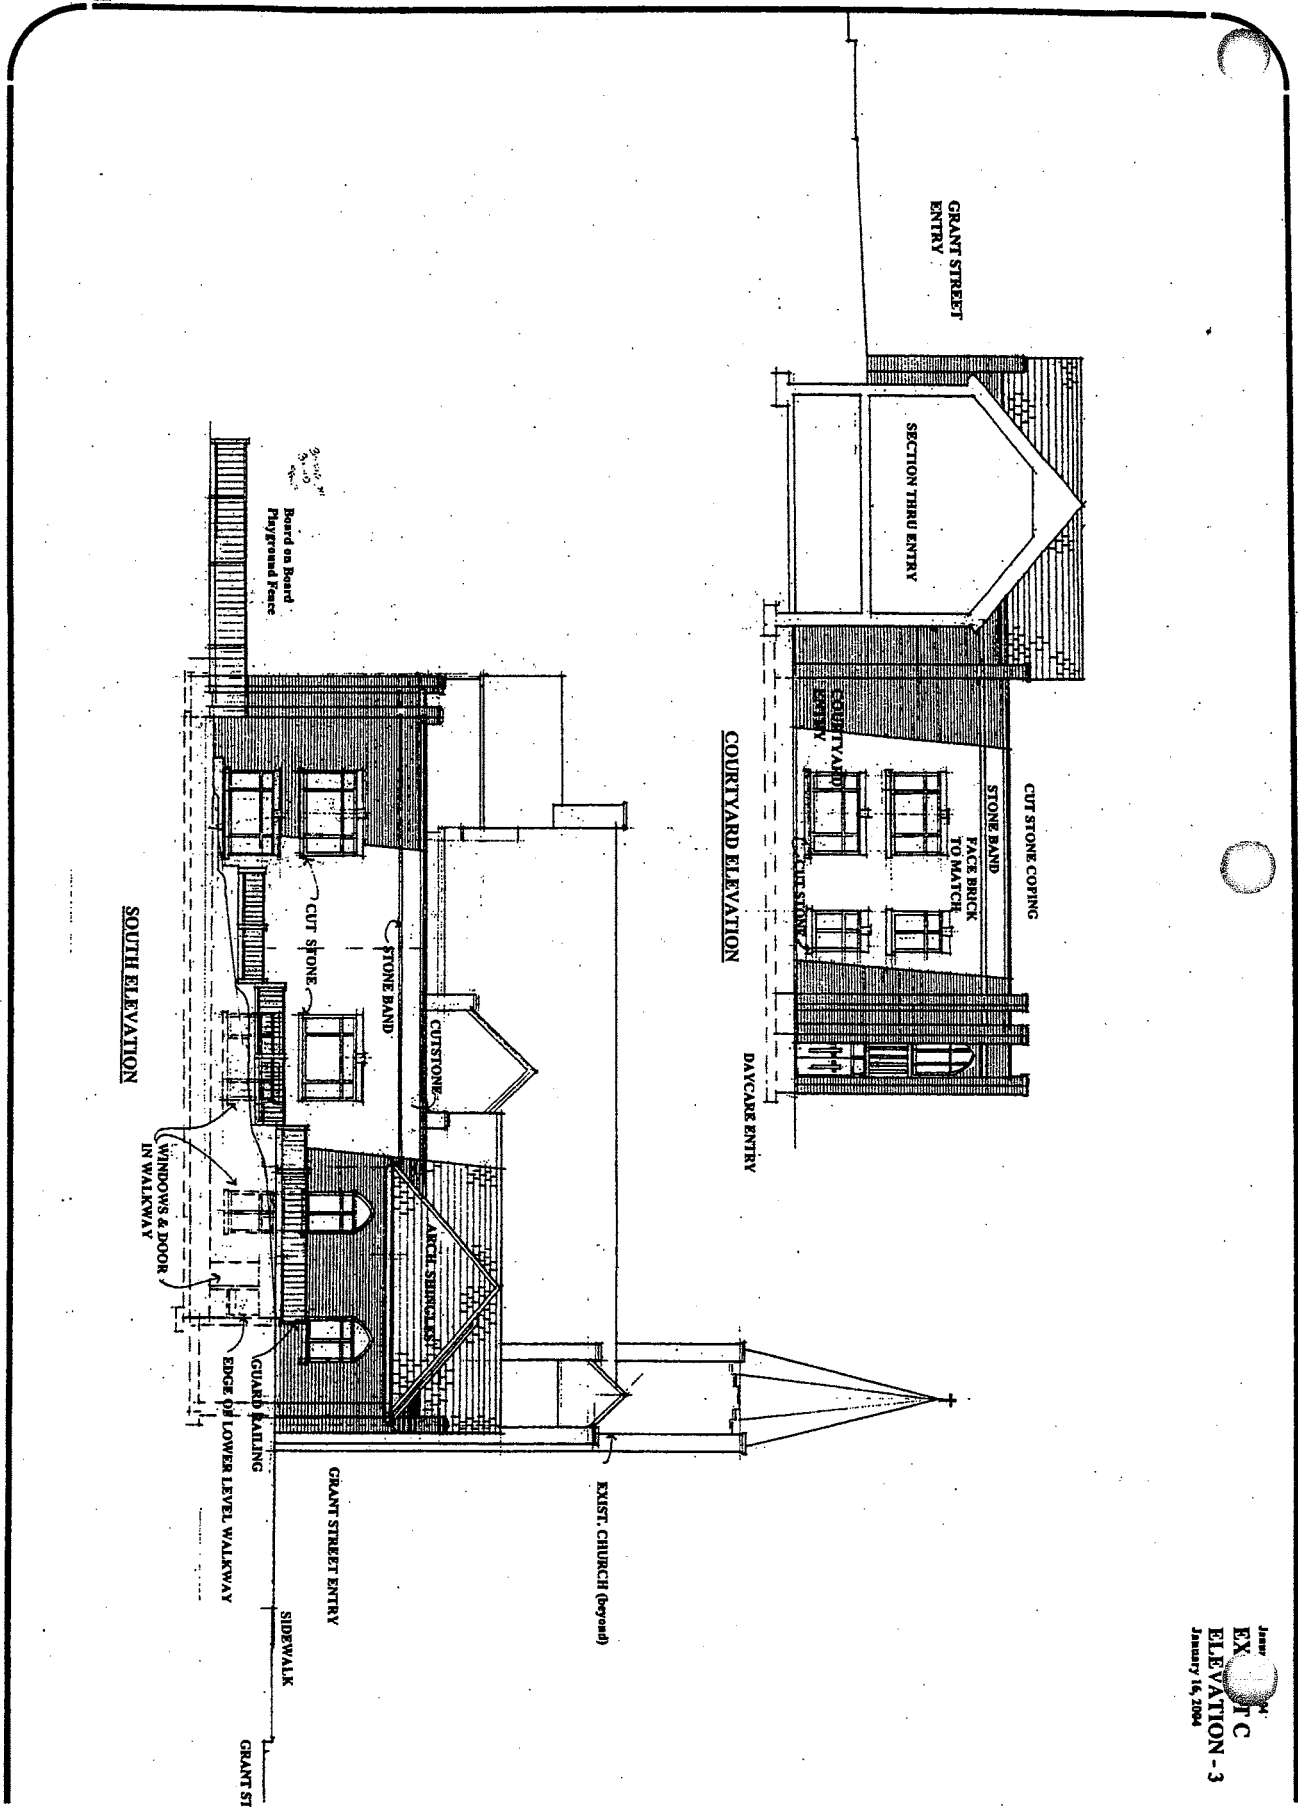 EX
T C
ELEVATION - 3
January 16, 2004
GRANT STREET
ENTRY
SECTION THRU ENTRY
COURTYARD
ENTRY
CUT STONE COPING
STONE BAND
FACE BRICK
TO MATCH
CUT STONE
DAYCARE ENTRY
COURTYARD ELEVATION
Board on Board
Playground Fence
CUT STONE
STONE BAND
CUTSTONE
ARCH. SHINGLES
EXIST. CHURCH (beyond)
GRANT STREET ENTRY
WINDOWS & DOOR
IN WALKWAY
GUARD RAILING
EDGE OF LOWER LEVEL WALKWAY
SIDEWALK
GRANT ST
SOUTH ELEVATION